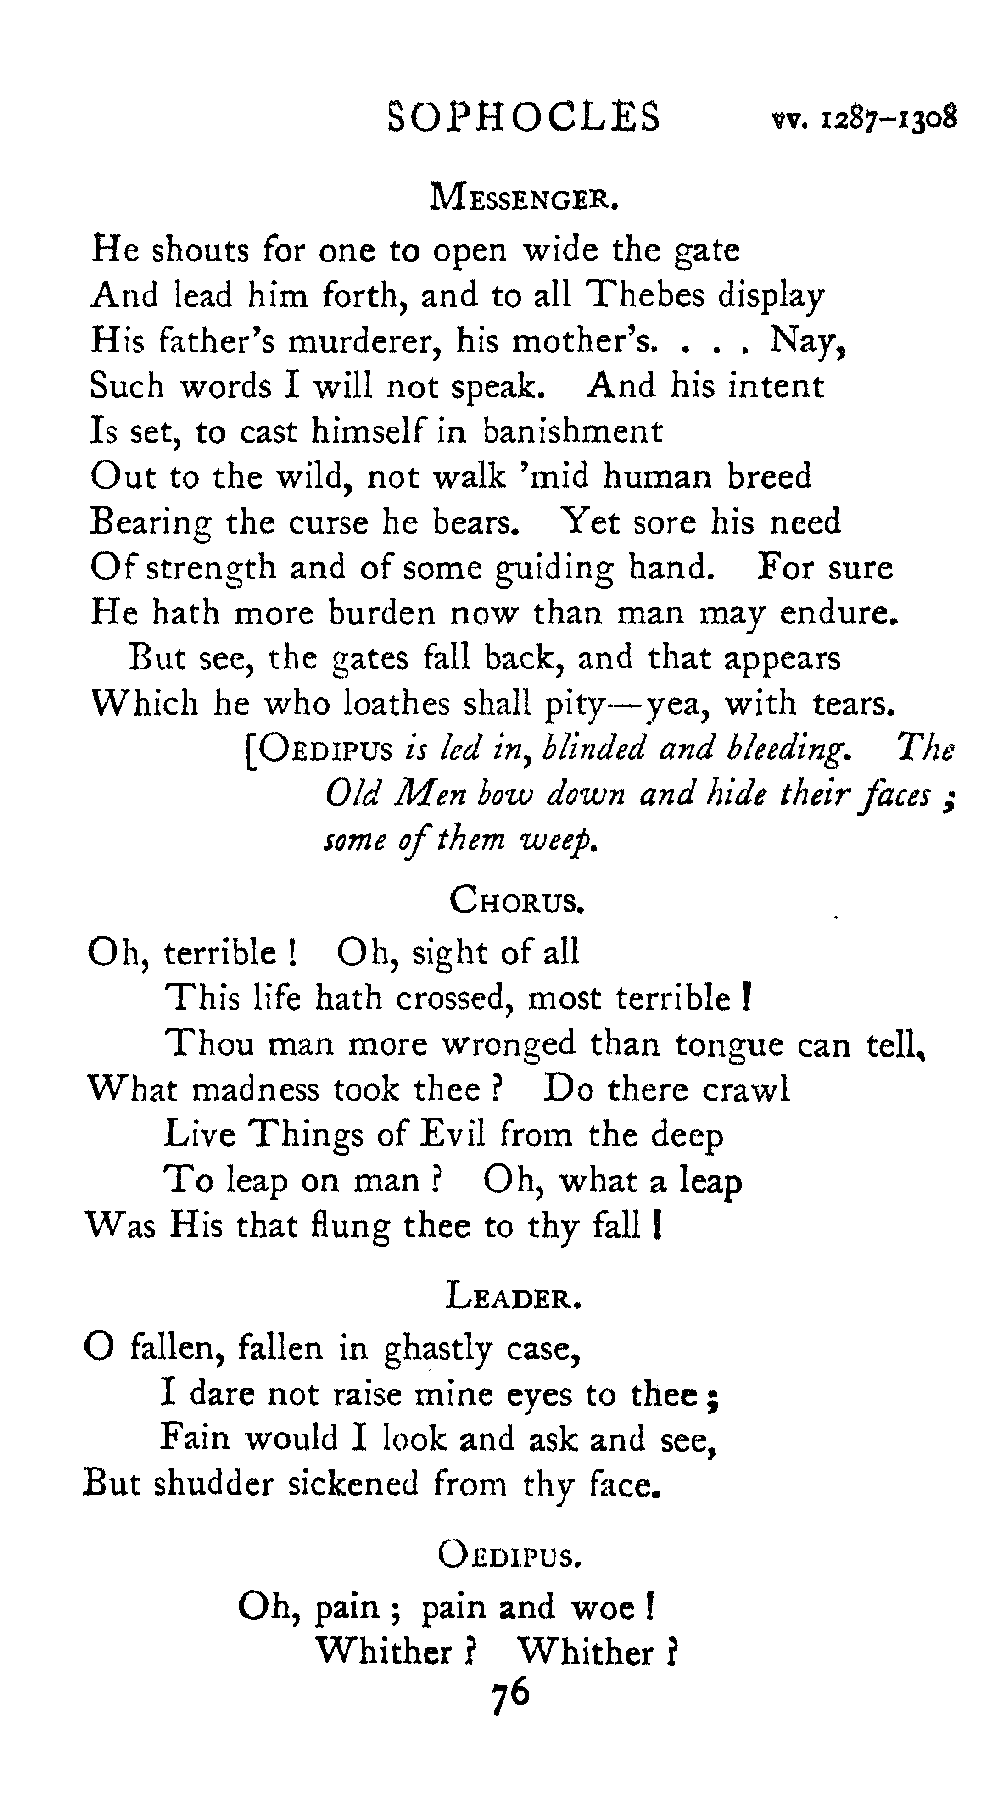 SOPHOCLES vv. 1287–1308
Messenger.
He shouts for one to open wide the gate
And lead him forth, and to all Thebes display
His father's murderer, his mother's. . . . Nay,
Such words I will not speak. And his intent
Is set, to cast himself in banishment
Out to the wild, not walk 'mid human breed
Bearing the curse he bears. Yet sore his need
Of strength and of some guiding hand. For sure
He hath more burden now than man may endure.
But see, the gates fall back, and that appears
Which he who loathes shall pity—yea, with tears.
[Oedipus is led in, blinded and bleeding. The
Old Men bow down and hide their faces ;
some of them weep.
Chorus.
Oh, terrible ! Oh, sight of all
This life hath crossed, most terrible !
Thou man more wronged than tongue can tell,
What madness took thee ? Do there crawl
Live Things of Evil from the deep
To leap on man ? Oh, what a leap
Was His that flung thee to thy fall !
Leader.
O fallen, fallen in ghastly case,
I dare not raise mine eyes to thee ;
Fain would I look and ask and see,
But shudder sickened from thy face.
Oedipus.
Oh, pain ; pain and woe !
Whither ? Whither ?
76